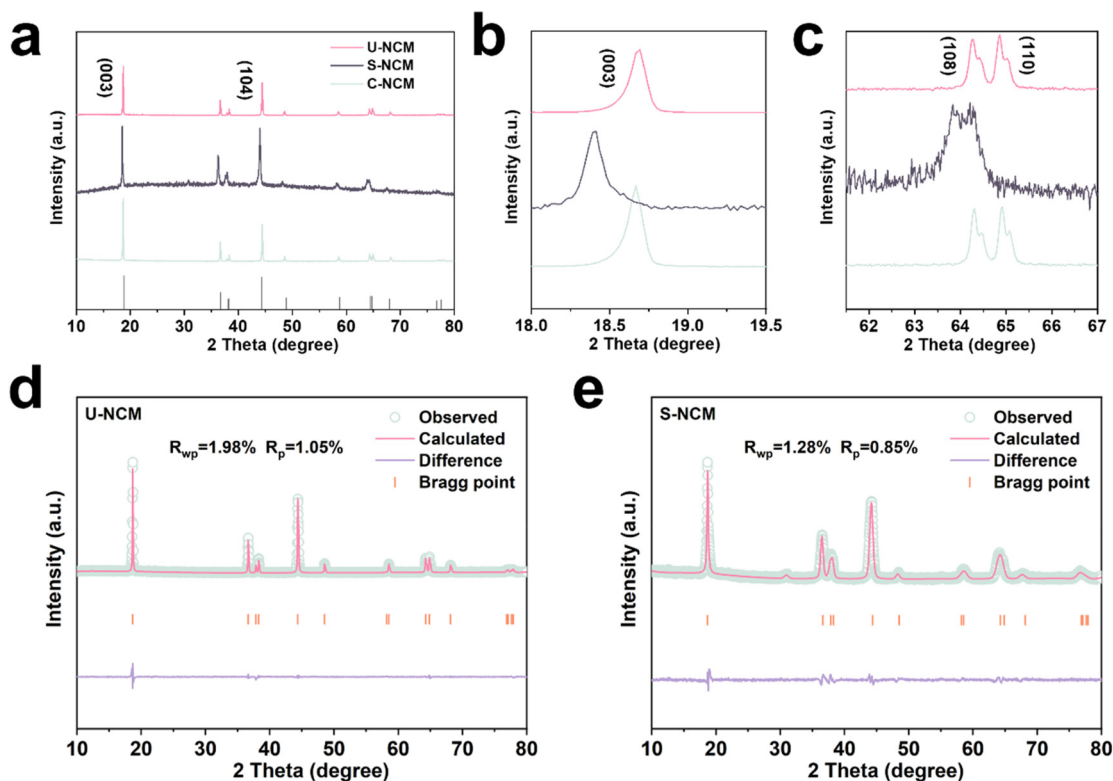 a
(003)
(104)
U-NCM
S-NCM
C-NCM
Intensity (a.u.)
10 20 30 40 50 60 70 80
2 Theta (degree)
b
(003)
Intensity (a.u.)
18.0 18.5 19.0 19.5
2 Theta (degree)
c
(108)
(110)
Intensity (a.u.)
62 63 64 65 66 67
2 Theta (degree)
d
U-NCM
Rwp=1.98% Rp=1.05%
Observed
Calculated
Difference
Bragg point
Intensity (a.u.)
10 20 30 40 50 60 70 80
2 Theta (degree)
e
S-NCM
Rwp=1.28% Rp=0.85%
Observed
Calculated
Difference
Bragg point
Intensity (a.u.)
10 20 30 40 50 60 70 80
2 Theta (degree)